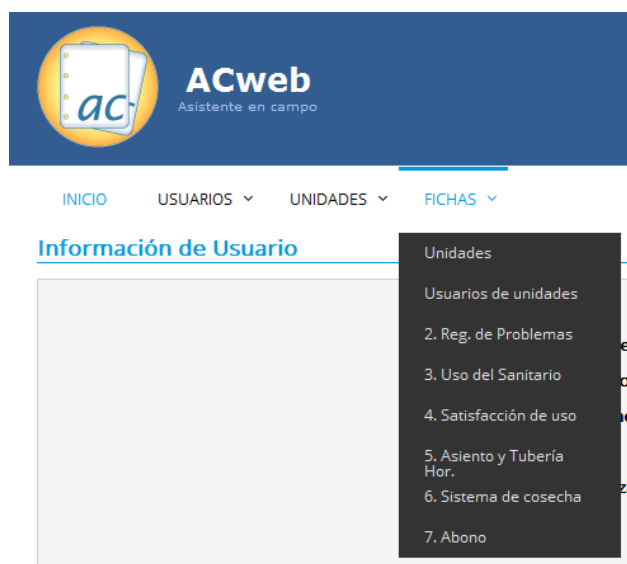 ac
ACweb
Asistente en campo
INICIO
USUARIOS
UNIDADES
FICHAS
Información de Usuario
Unidades
Usuarios de unidades
2. Reg. de Problemas
3. Uso del Sanitario
4. Satisfacción de uso
5. Asiento y Tubería
Hor.
6. Sistema de cosecha
7. Abono